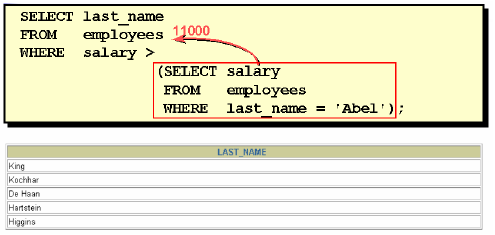 SELECT last_name
FROM employees 11000
WHERE salary >
(SELECT salary
FROM employees
WHERE last_name = 'Abel');
LAST_NAME
King
Kochhar
De Haan
Hartstein
Higgins